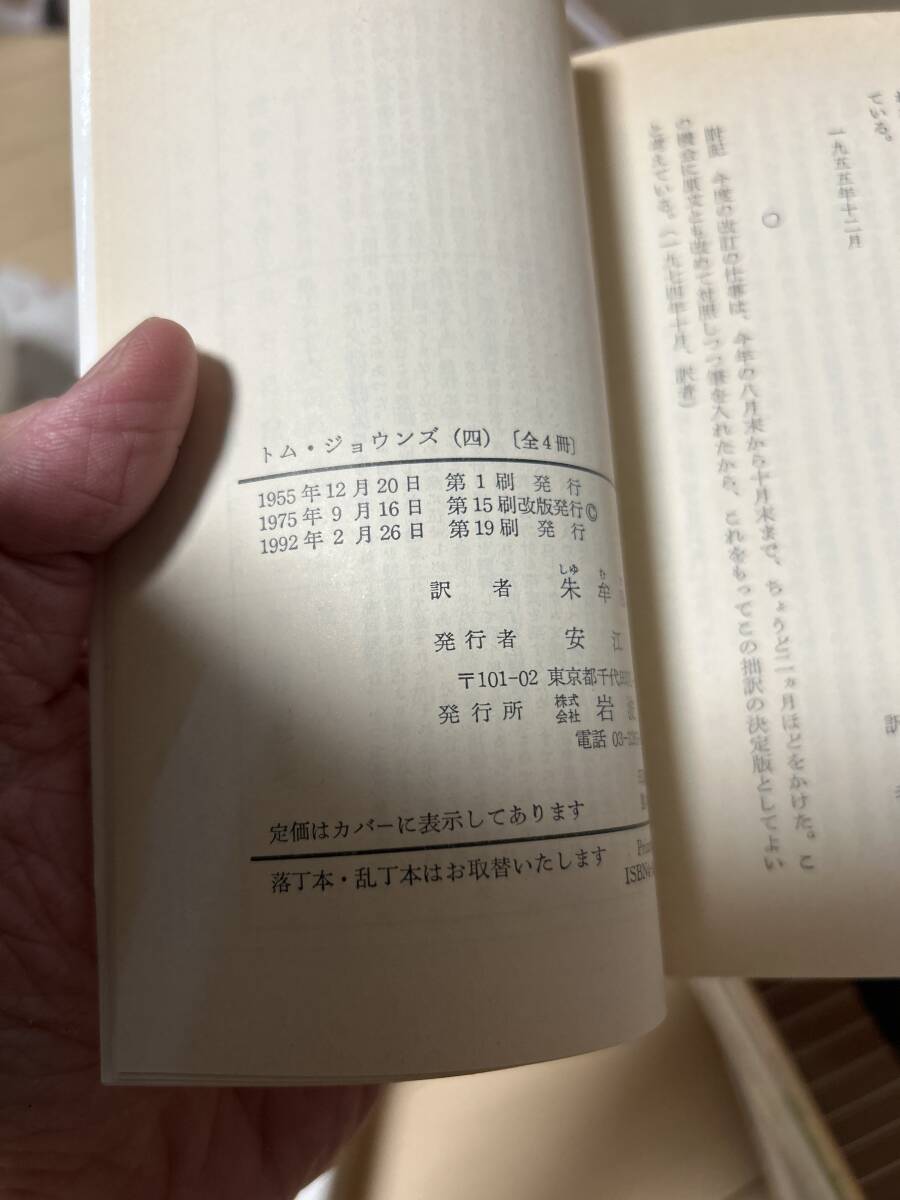 ている。
一九五五年十二月
〇
附記 今度の改訂の仕事は、今年の八月末から十月末まで、ちょうど二ヵ月ほどをかけた。こ
の機会に原文とも改めて対照しつつ筆を入れたから、これをもってこの拙訳の決定版としてよい
と考えている。(一九七四年十月、訳者)
訳
トム・ジョウンズ(四)〔全4冊〕
1955年12月20日 第1刷発行
1975年9月16日 第15刷改版発行©
1992年2月26日 第19刷発行
しゅ む
訳者 朱牟
発行者 安江
〒101-02 東京都千代田
発行所 株式会社 岩波
電話 03-
定価はカバーに表示してあります
落丁本・乱丁本はお取替いたします
ISBN